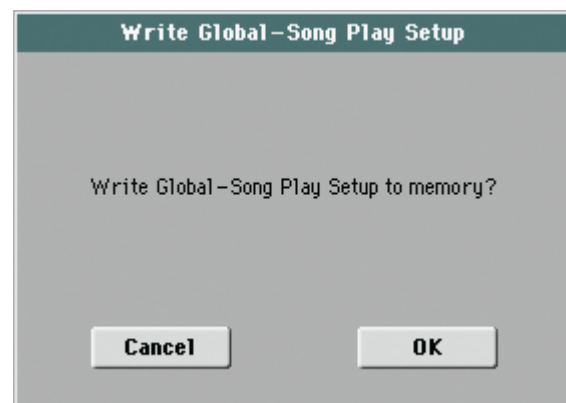 Write Global-Song Play Setup
Write Global-Song Play Setup to memory?
Cancel
OK